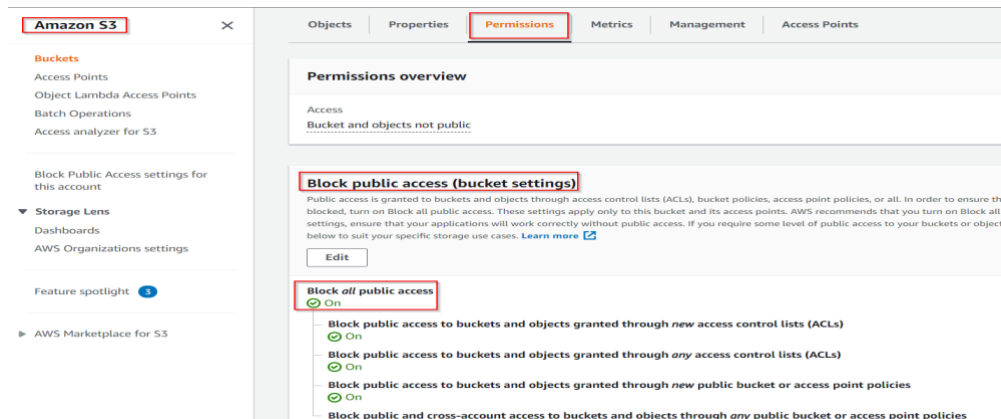 Amazon S3
Buckets
Access Points
Object Lambda Access Points
Batch Operations
Access analyzer for S3
Block Public Access settings for
this account
Storage Lens
Dashboards
AWS Organizations settings
Feature spotlight 3
AWS Marketplace for S3
Objects Properties Permissions Metrics Management Access Points
Permissions overview
Access
Bucket and objects not public
Block public access (bucket settings)
Public access is granted to buckets and objects through access control lists (ACLs), bucket policies, access point policies, or all. In order to ensure th
blocked, turn on Block all public access. These settings apply only to this bucket and its access points. AWS recommends that you turn on Block all
settings, ensure that your applications will work correctly without public access. If you require some level of public access to your buckets or object
below to suit your specific storage use cases. Learn more
Edit
Block all public access
On
Block public access to buckets and objects granted through new access control lists (ACLs)
On
Block public access to buckets and objects granted through any access control lists (ACLs)
On
Block public access to buckets and objects granted through new public bucket or access point policies
On
Block public and cross-account access to buckets and objects through any public bucket or access point policies